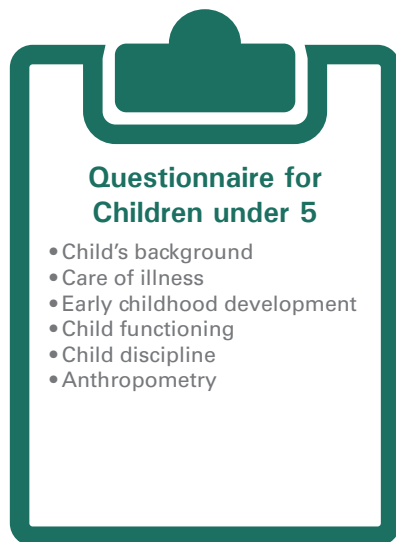 Questionnaire for
Children under 5
• Child's background
• Care of illness
• Early childhood development
• Child functioning
• Child discipline
• Anthropometry